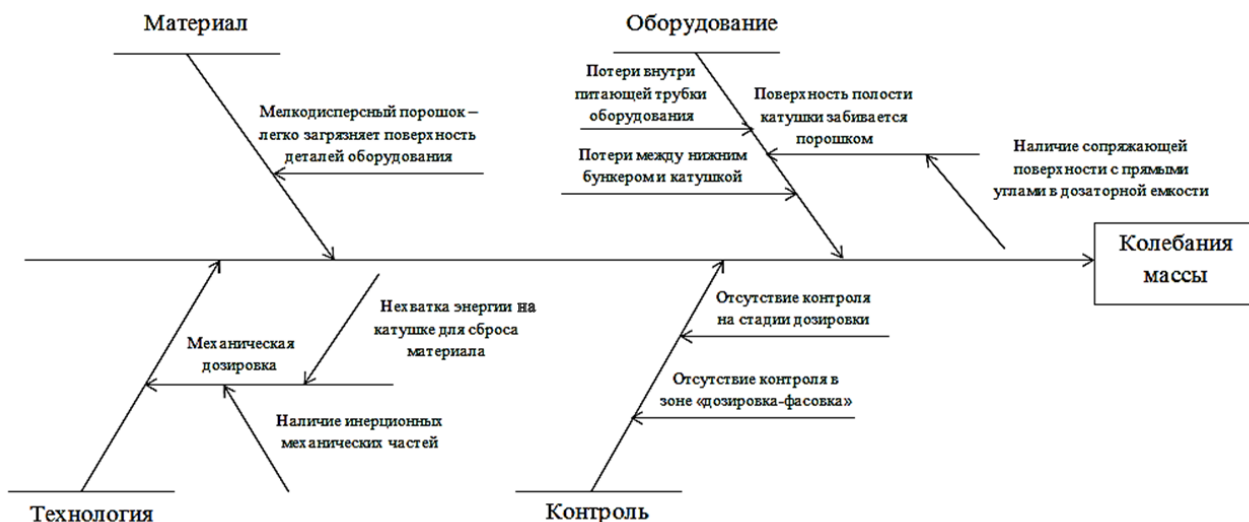 Материал
Оборудование
Мелкодисперсный порошок –
легко загрязняет поверхность
деталей оборудования
Потери внутри
питающей трубки
оборудования
Поверхность полости
катушки забивается
порошком
Потери между нижним
бункером и катушкой
Наличие сопряжающей
поверхности с прямыми
углами в дозаторной емкости
Колебания
массы
Нехватка энергии на
катушке для сброса
материала
Механическая
дозировка
Наличие инерционных
механических частей
Отсутствие контроля
на стадии дозировки
Отсутствие контроля в
зоне «дозировка-фасовка»
Технология
Контроль